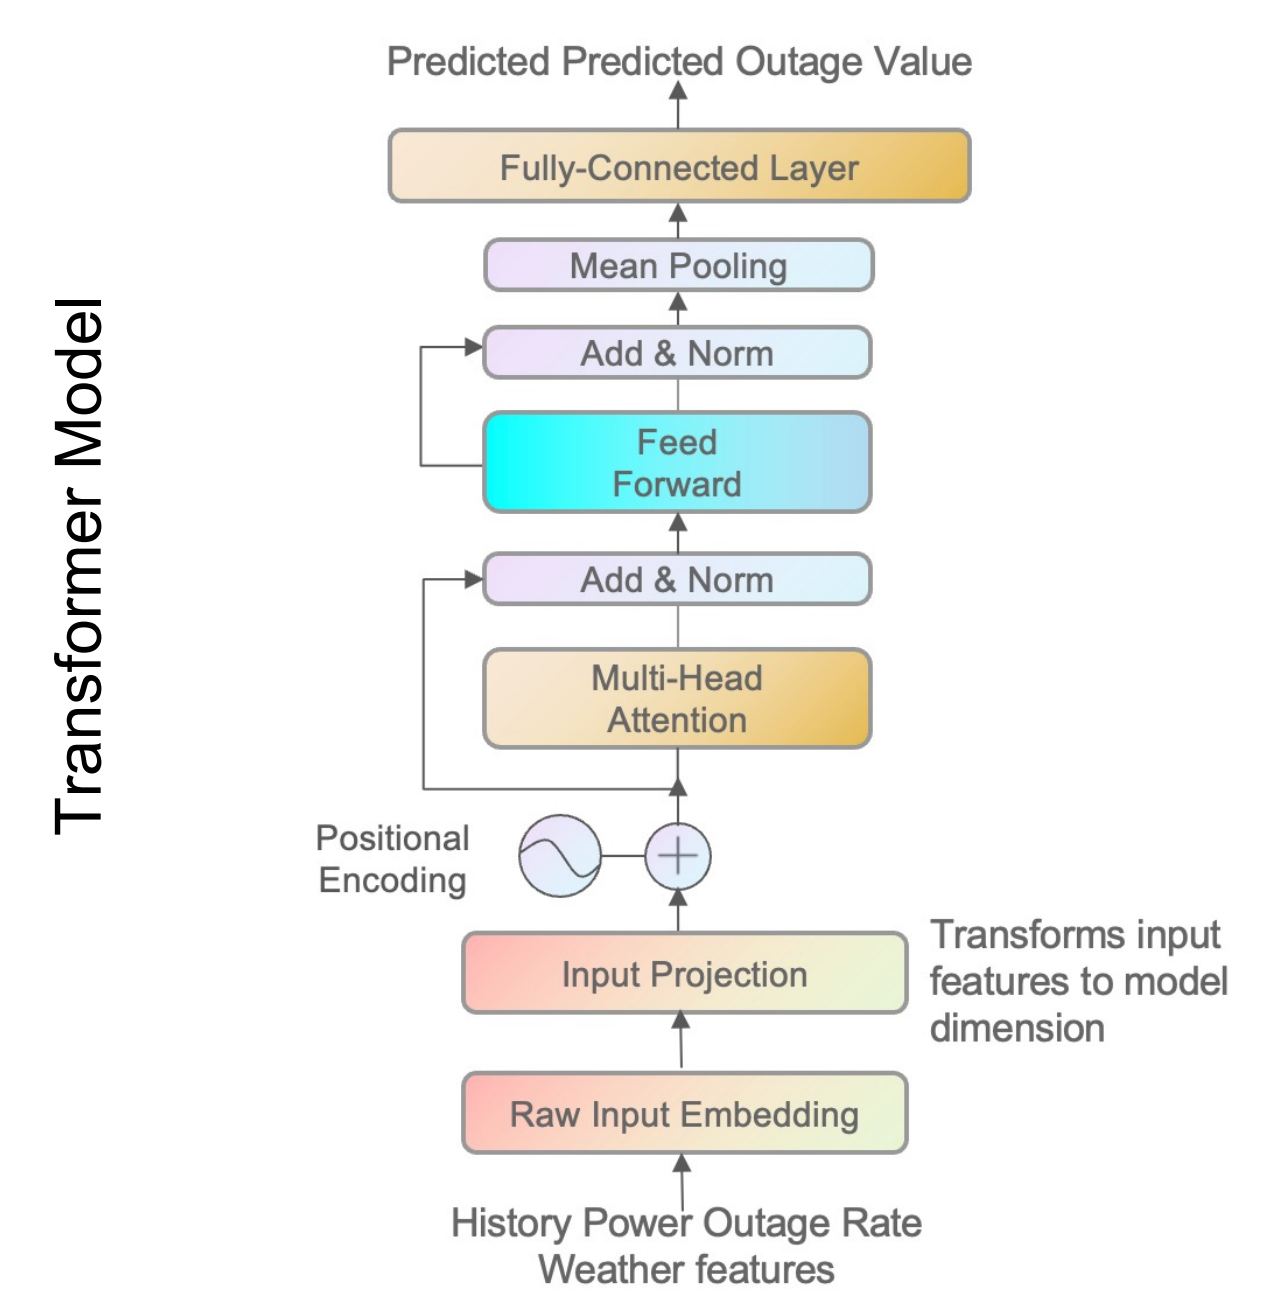 Transformer Model
Predicted Predicted Outage Value
Fully-Connected Layer
Mean Pooling
Add & Norm
Feed
Forward
Add & Norm
Multi-Head
Attention
Positional
Encoding
Input Projection
Transforms input
features to model
dimension
Raw Input Embedding
History Power Outage Rate
Weather features